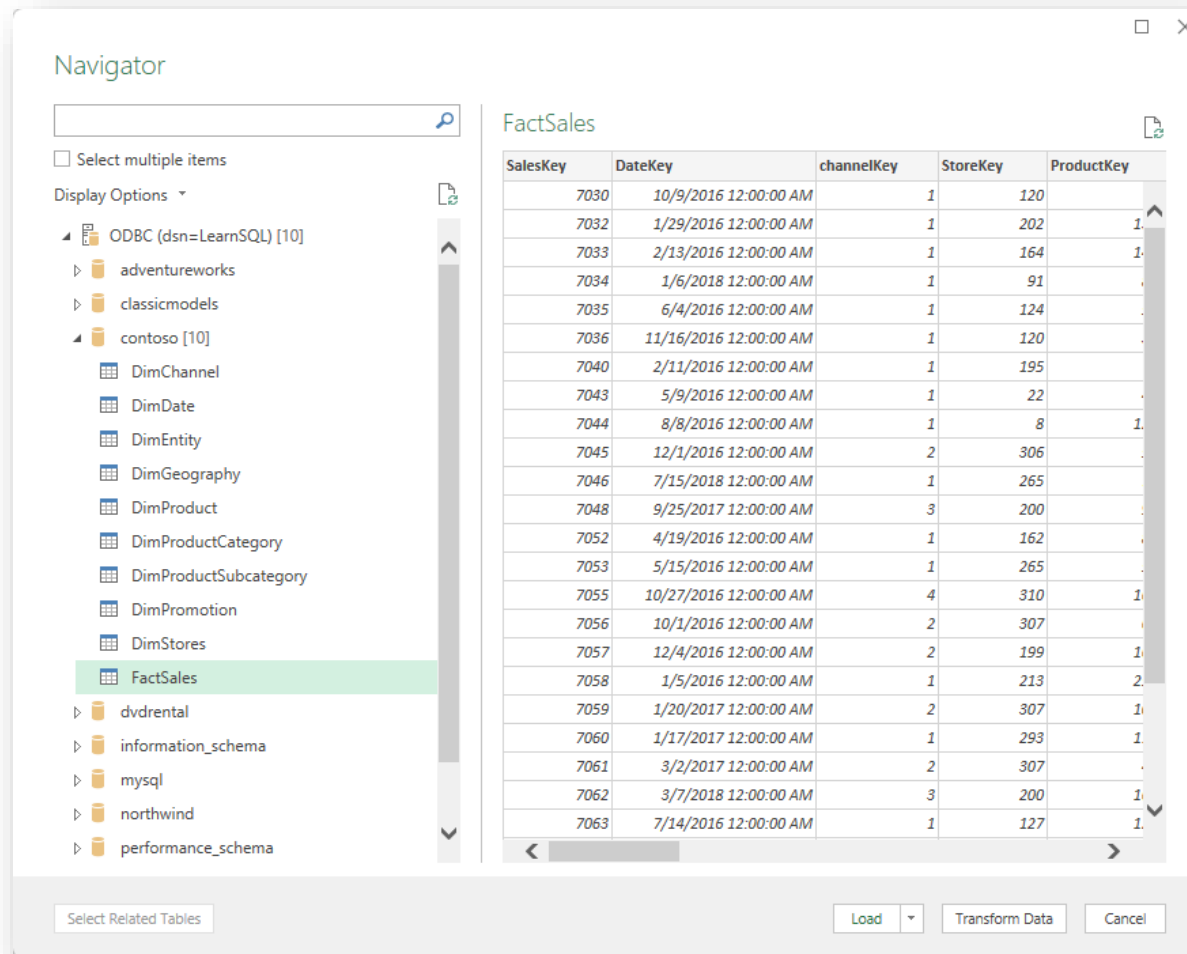 Navigator
Select multiple items
Display Options
ODBC (dsn=LearnSQL) [10]
adventureworks
classicmodels
contoso [10]
DimChannel
DimDate
DimEntity
DimGeography
DimProduct
DimProductCategory
DimProductSubcategory
DimPromotion
DimStores
FactSales
dvdrental
information_schema
mysql
northwind
performance_schema
FactSales
SalesKey DateKey channelKey StoreKey ProductKey
7030 10/9/2016 12:00:00 AM 1 120
7032 1/29/2016 12:00:00 AM 1 202
7033 2/13/2016 12:00:00 AM 1 164
7034 1/6/2018 12:00:00 AM 1 91
7035 6/4/2016 12:00:00 AM 1 124
7036 11/16/2016 12:00:00 AM 1 120
7040 2/11/2016 12:00:00 AM 1 195
7043 5/9/2016 12:00:00 AM 1 22
7044 8/8/2016 12:00:00 AM 1 8
7045 12/1/2016 12:00:00 AM 2 306
7046 7/15/2018 12:00:00 AM 1 265
7048 9/25/2017 12:00:00 AM 3 200
7052 4/19/2016 12:00:00 AM 1 162
7053 5/15/2016 12:00:00 AM 1 265
7055 10/27/2016 12:00:00 AM 4 310
7056 10/1/2016 12:00:00 AM 2 307
7057 12/4/2016 12:00:00 AM 2 199
7058 1/5/2016 12:00:00 AM 1 213
7059 1/20/2017 12:00:00 AM 2 307
7060 1/17/2017 12:00:00 AM 1 293
7061 3/2/2017 12:00:00 AM 2 307
7062 3/7/2018 12:00:00 AM 3 200
7063 7/14/2016 12:00:00 AM 1 127
Select Related Tables
Load
Transform Data
Cancel